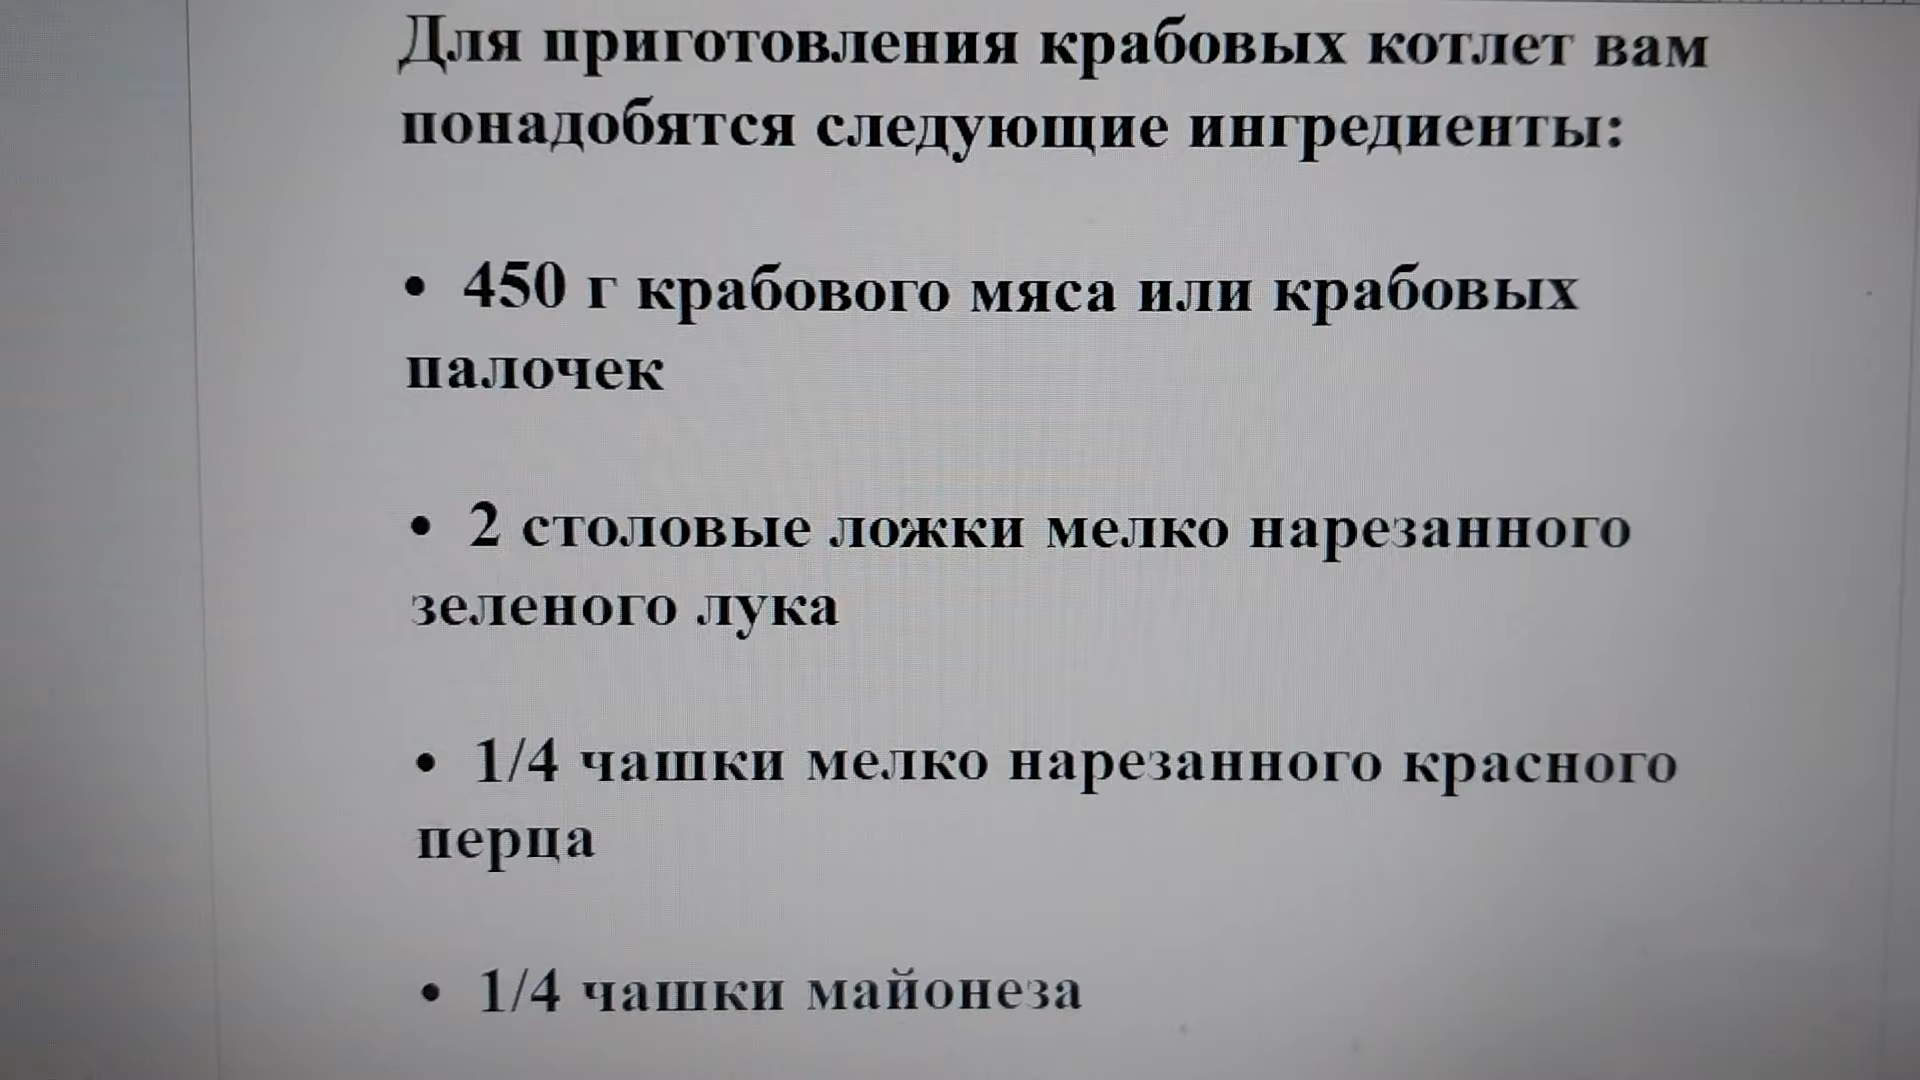 Для приготовления крабовых котлет вам
понадобятся следующие ингредиенты:
• 450 г крабового мяса или крабовых
палочек
• 2 столовые ложки мелко нарезанного
зеленого лука
• 1/4 чашки мелко нарезанного красного
перца
• 1/4 чашки майонеза